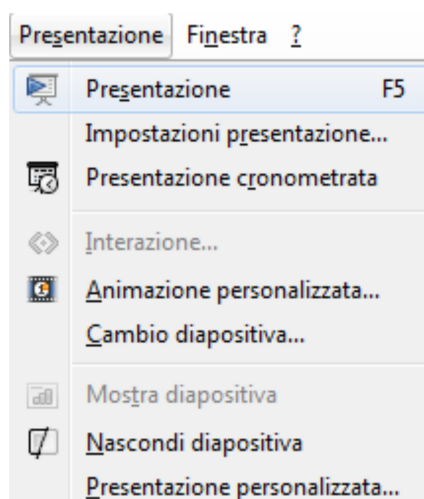 Presentazione Finestra ?
Presentazione F5
Impostazioni presentazione...
Presentazione cronometrata
Interazione...
Animazione personalizzata...
Cambio diapositiva...
Mostra diapositiva
Nascondi diapositiva
Presentazione personalizzata...